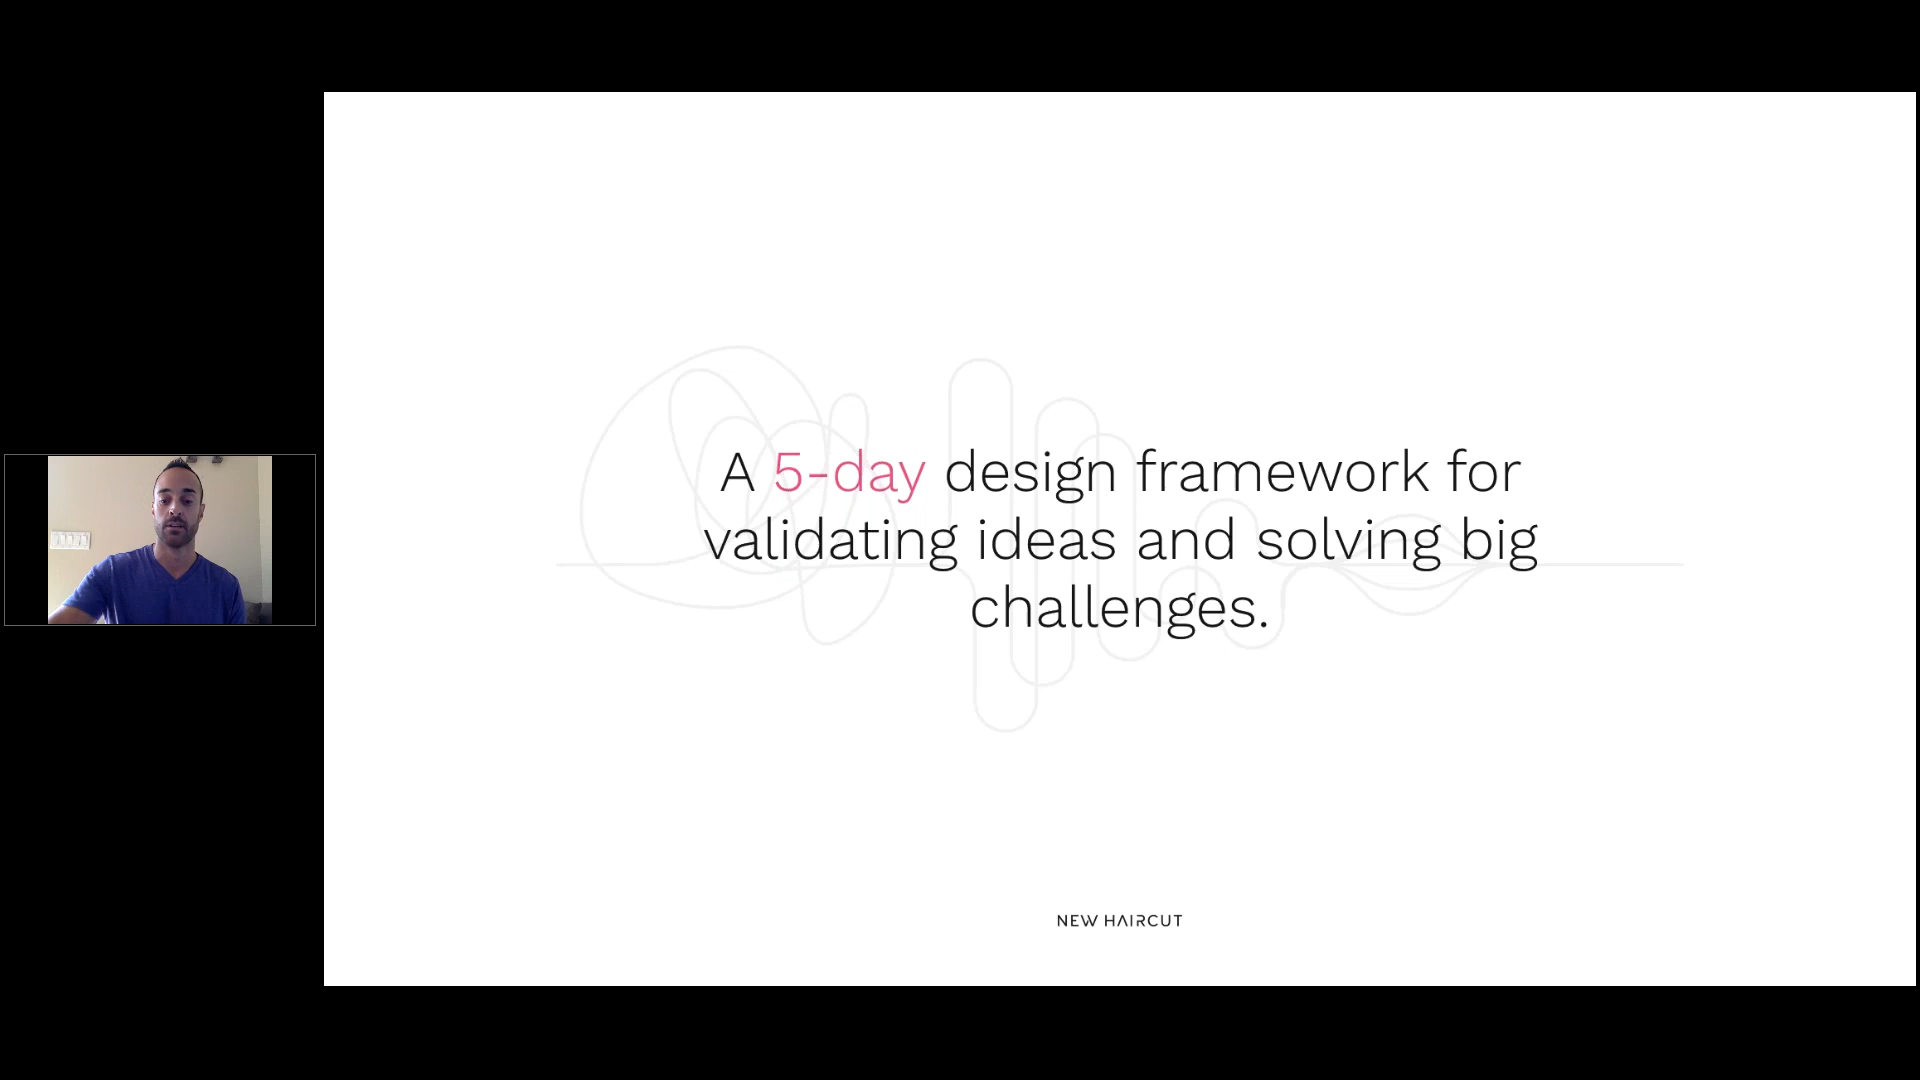 A 5-day design framework for
validating ideas and solving big
challenges.
NEW HAIRCUT